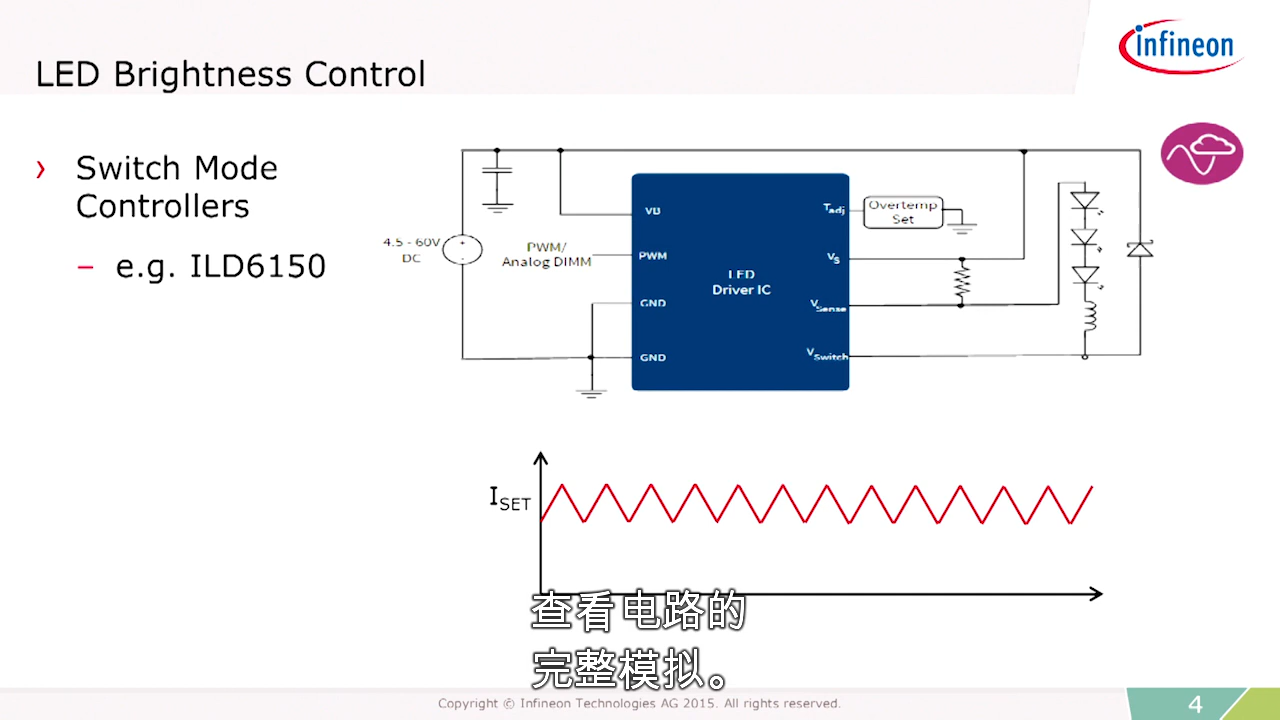 LED Brightness Control
infineon
› Switch Mode
Controllers
– e.g. ILD6150
4.5 - 60V
DC
+
-
PWM/
Analog DIMM
VB
PWM
GND
GND
LED
Driver IC
Tadj
VS
VSense
VSwitch
Overtemp
Set
ISET
查看电路的
完整模拟。
Copyright © Infineon Technologies AG 2015. All rights reserved.
4